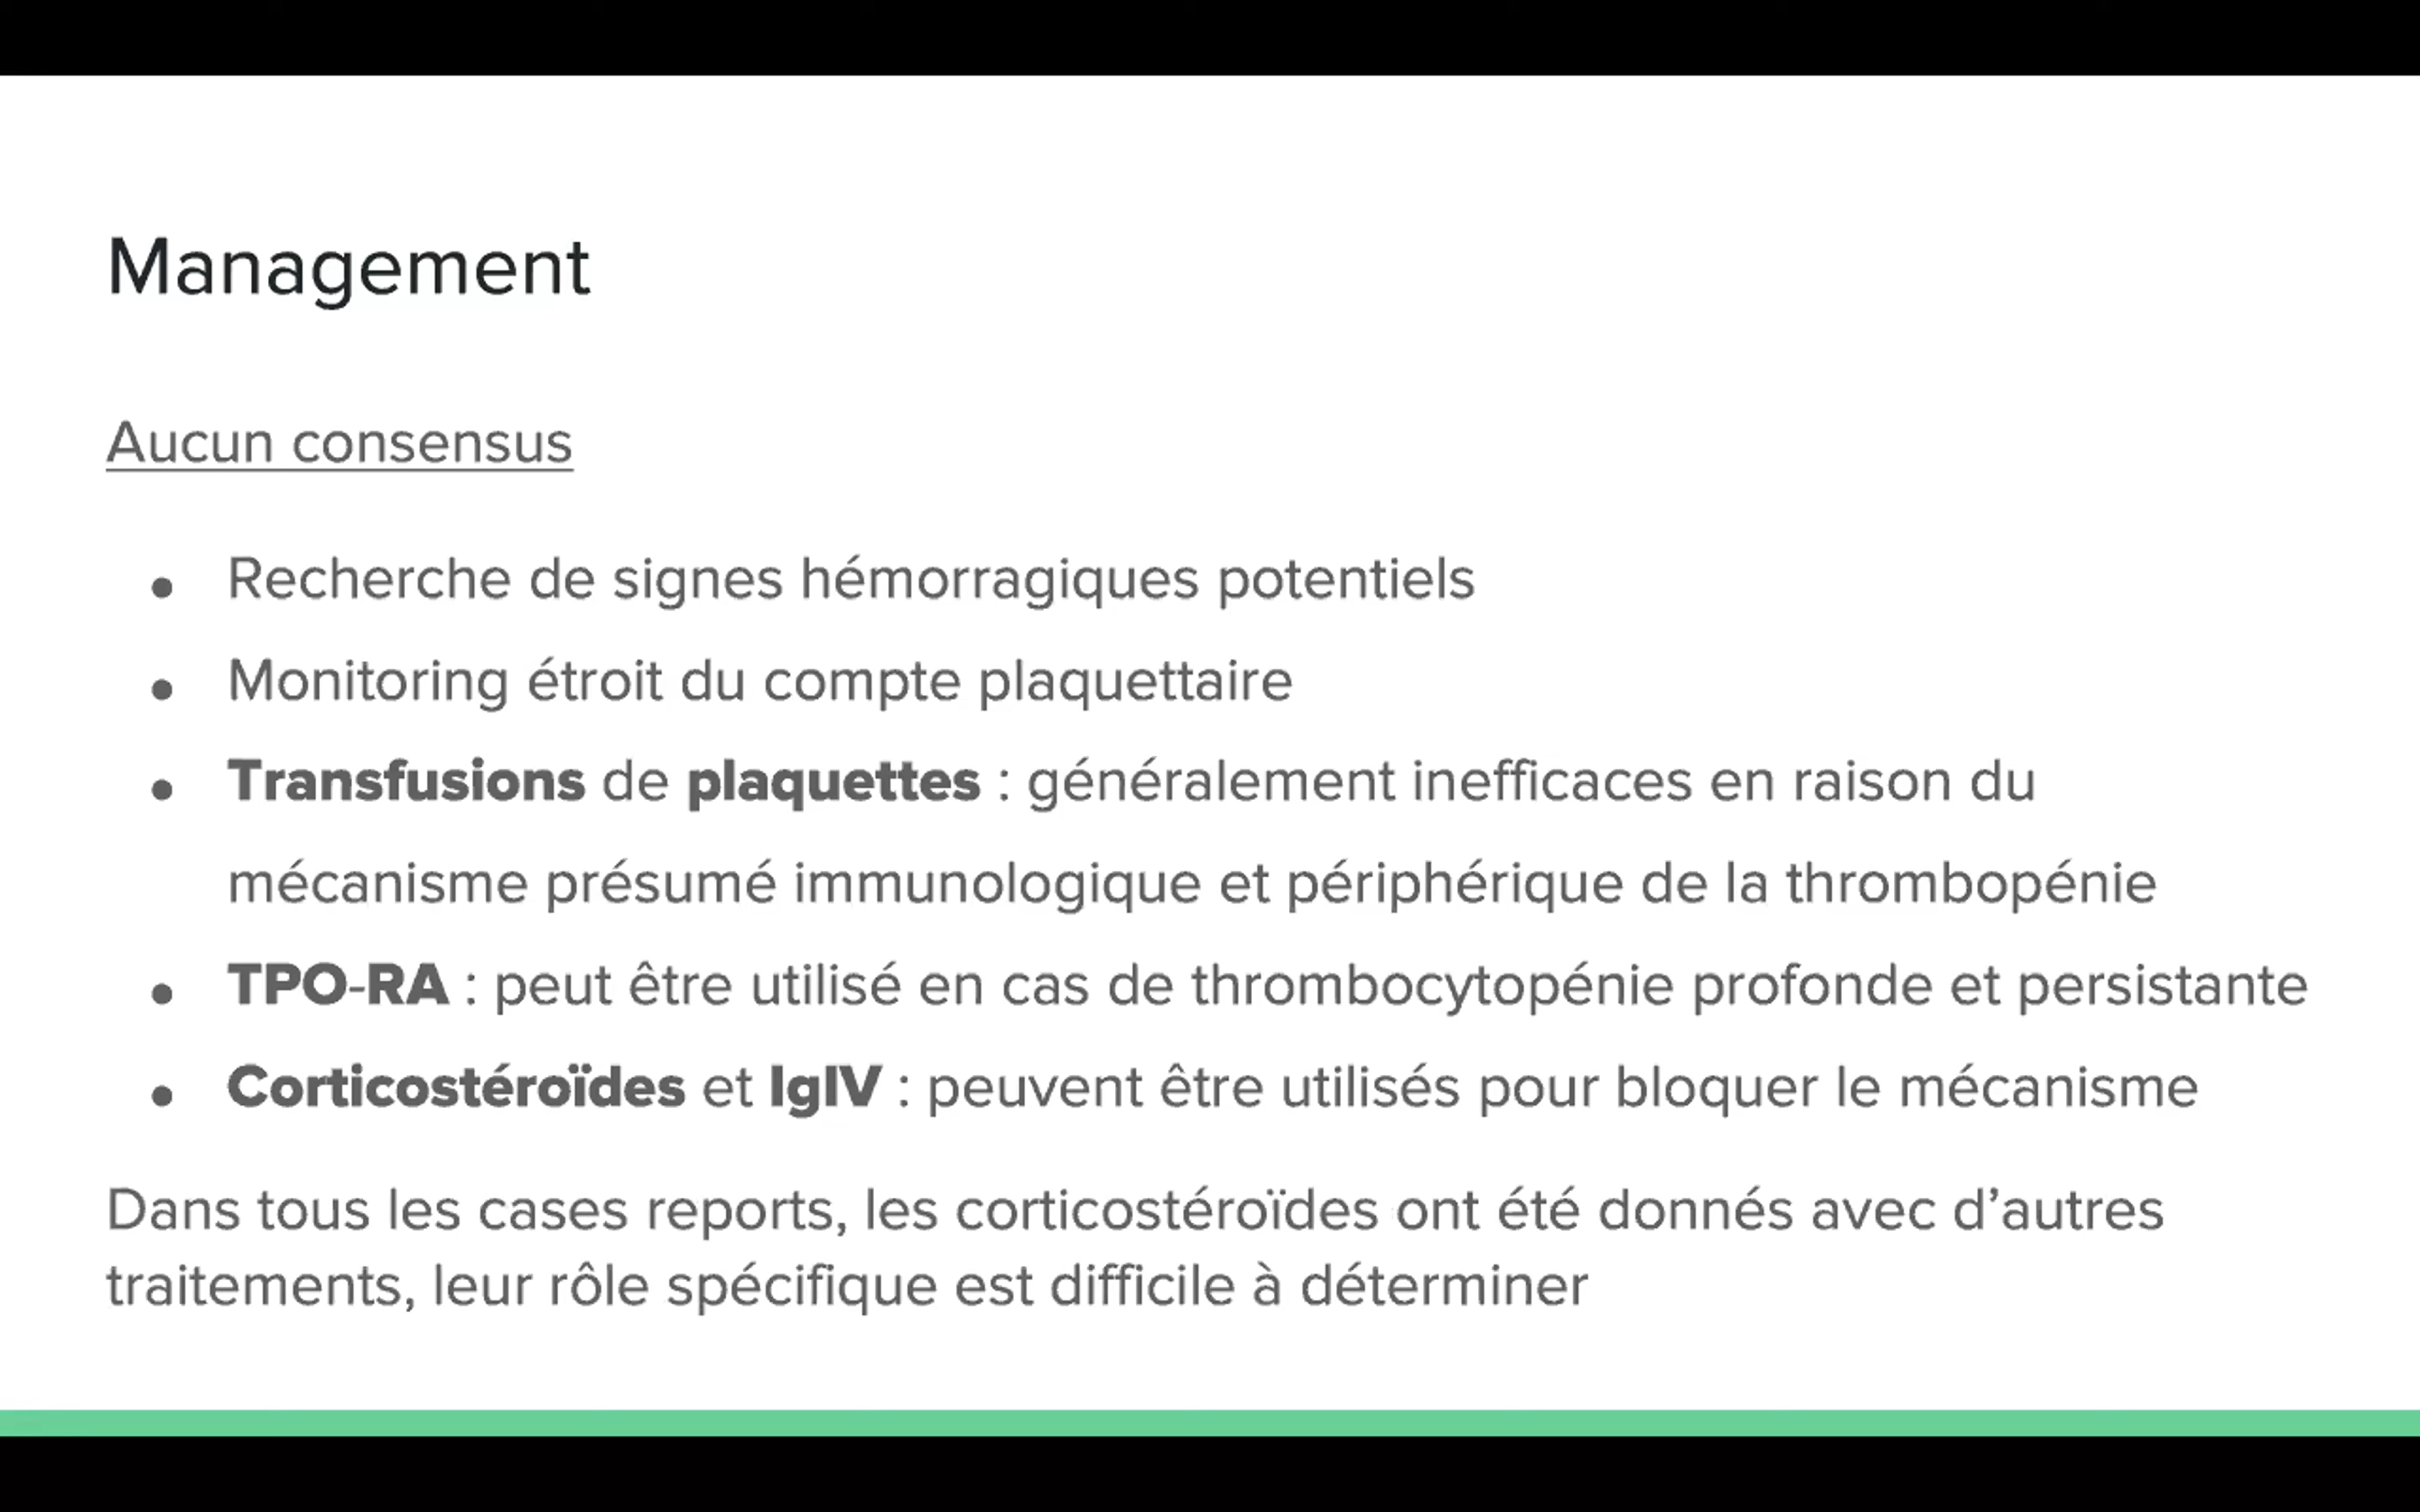 Management
Aucun consensus
● Recherche de signes hémorragiques potentiels
● Monitoring étroit du compte plaquettaire
● Transfusions de plaquettes : généralement inefficaces en raison du
mécanisme présumé immunologique et périphérique de la thrombopénie
● TPO-RA : peut être utilisé en cas de thrombocytopénie profonde et persistante
● Corticostéroïdes et IgIV : peuvent être utilisés pour bloquer le mécanisme
Dans tous les cases reports, les corticostéroïdes ont été donnés avec d’autres
traitements, leur rôle spécifique est difficile à déterminer